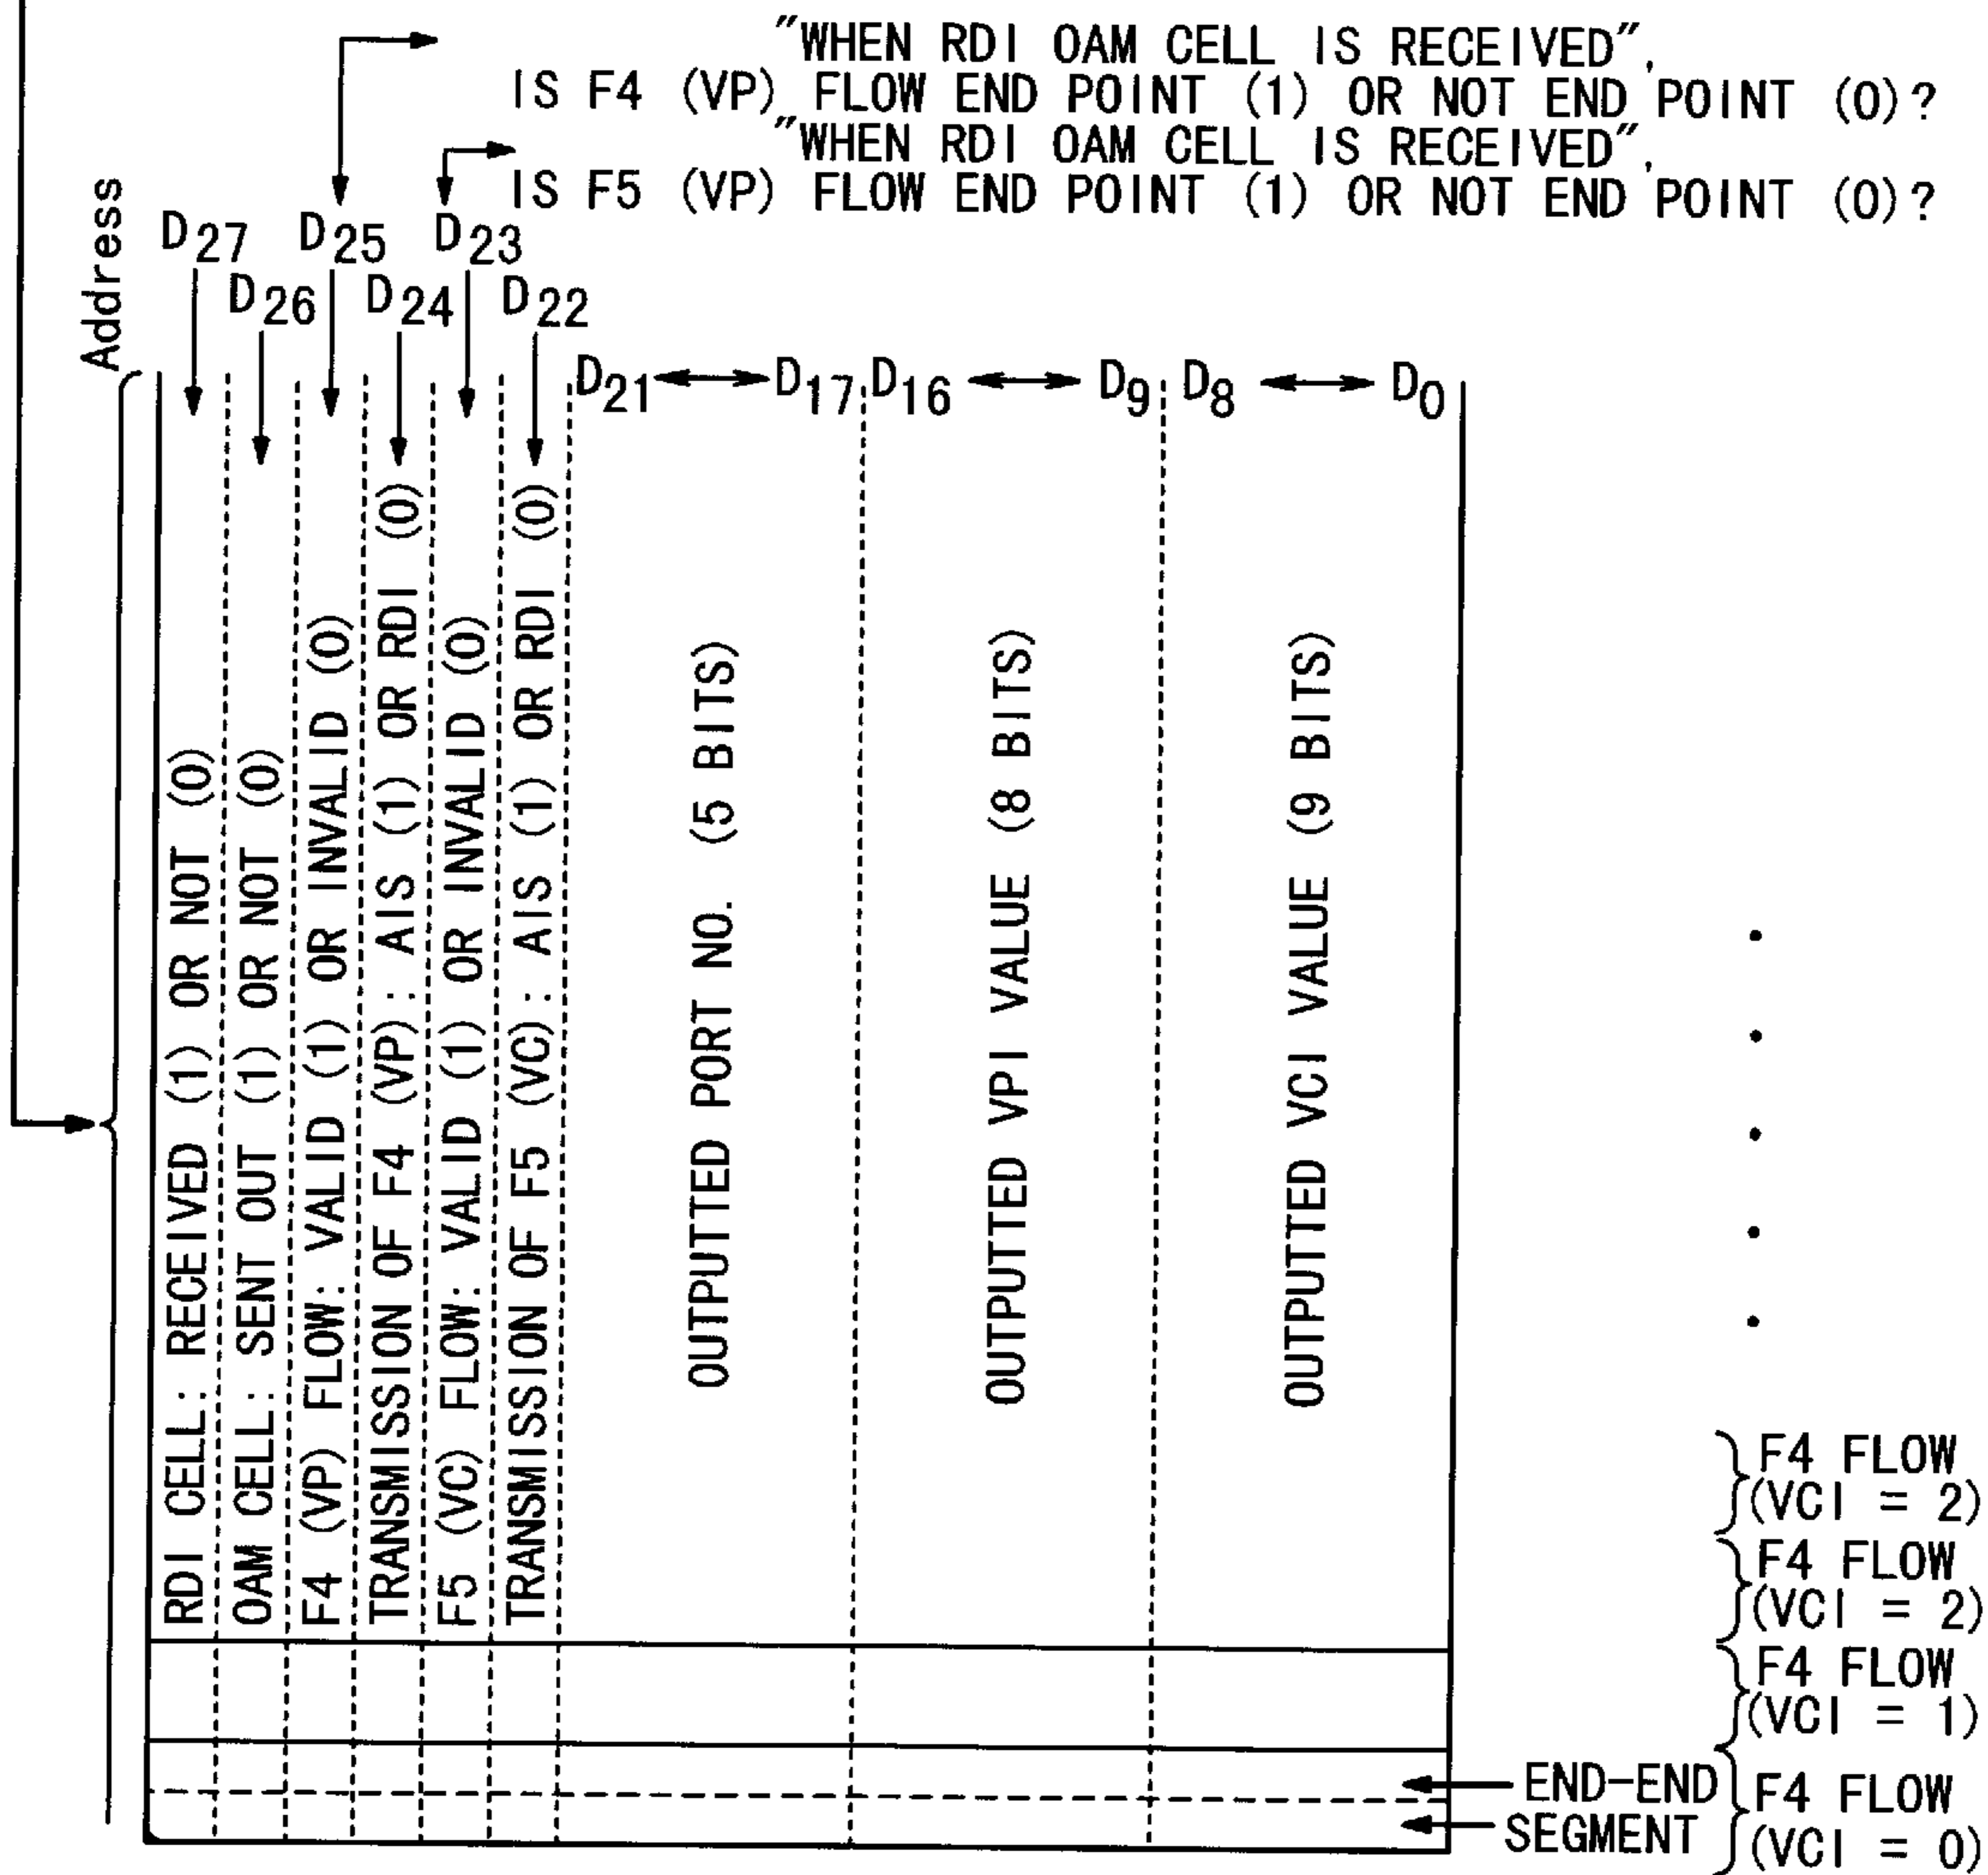 "WHEN RDI OAM CELL IS RECEIVED",
IS F4 (VP) FLOW END POINT (1) OR NOT END POINT (0)?
"WHEN RDI OAM CELL IS RECEIVED",
IS F5 (VP) FLOW END POINT (1) OR NOT END POINT (0)?
Address
D27 D25 D23
D26 D24 D22
D21 D17 D16 D9 D8 D0
RDI CELL: RECEIVED (1) OR NOT (0)
OAM CELL: SENT OUT (1) OR NOT (0)
F4 (VP) FLOW: VALID (1) OR INVALID (0)
TRANSMISSION OF F4 (VP): AIS (1) OR RDI (0)
F5 (VC) FLOW: VALID (1) OR INVALID (0)
TRANSMISSION OF F5 (VC): AIS (1) OR RDI (0)
OUTPUTTED PORT NO. (5 BITS)
OUTPUTTED VPI VALUE (8 BITS)
OUTPUTTED VCI VALUE (9 BITS)
F4 FLOW
(VCI = 2)
F4 FLOW
(VCI = 2)
F4 FLOW
(VCI = 1)
END-END
SEGMENT
F4 FLOW
(VCI = 0)